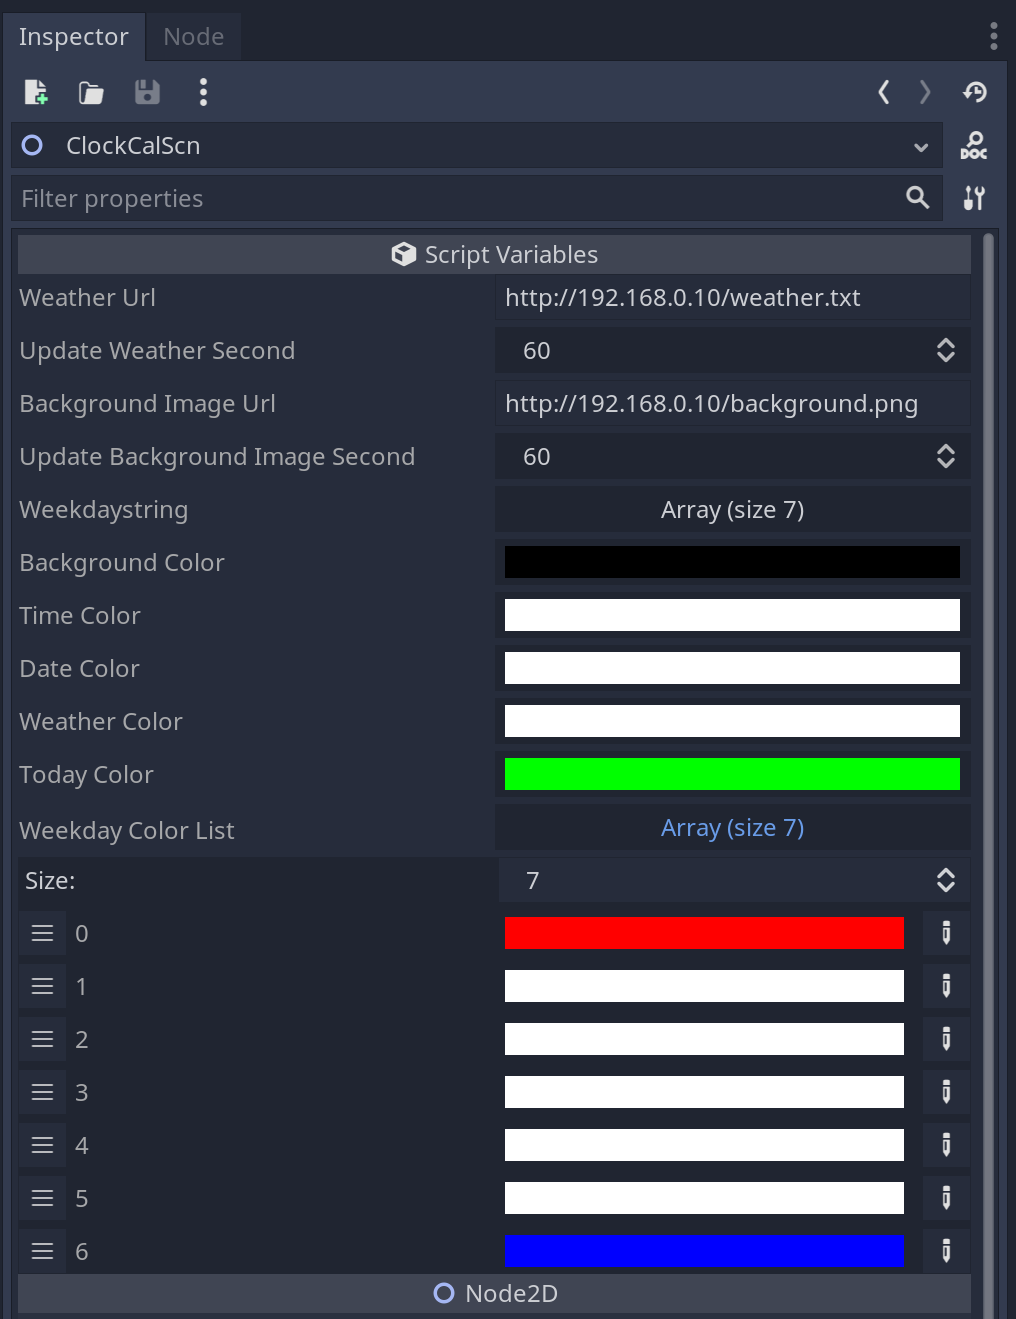 Inspector Node
ClockCalScn
DOC
Filter properties
Script Variables
Weather Url http://192.168.0.10/weather.txt
Update Weather Second 60
Background Image Url http://192.168.0.10/background.png
Update Background Image Second 60
Weekdaystring Array (size 7)
Background Color
Time Color
Date Color
Weather Color
Today Color
Weekday Color List Array (size 7)
Size: 7
0
1
2
3
4
5
6
Node2D